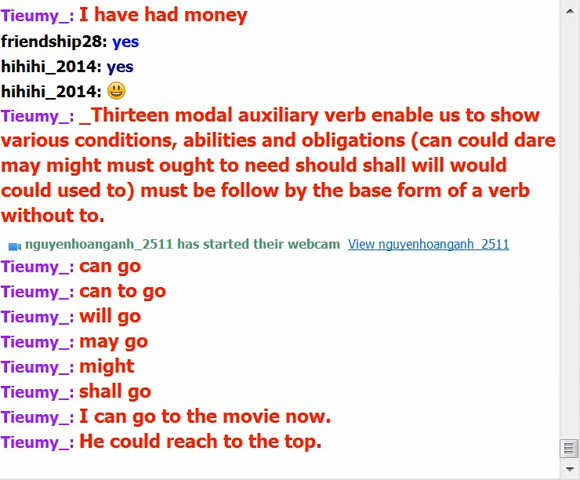 Tieumy_: I have had money
friendship28: yes
hihihi_2014: yes
hihihi_2014: 😀
Tieumy_: _Thirteen modal auxiliary verb enable us to show
various conditions, abilities and obligations (can could dare
may might must ought to need should shall will would
could used to) must be follow by the base form of a verb
without to.
nguyenhoanganh_2511 has started their webcam View nguyenhoanganh_2511
Tieumy_: can go
Tieumy_: can to go
Tieumy_: will go
Tieumy_: may go
Tieumy_: might
Tieumy_: shall go
Tieumy_: I can go to the movie now.
Tieumy_: He could reach to the top.